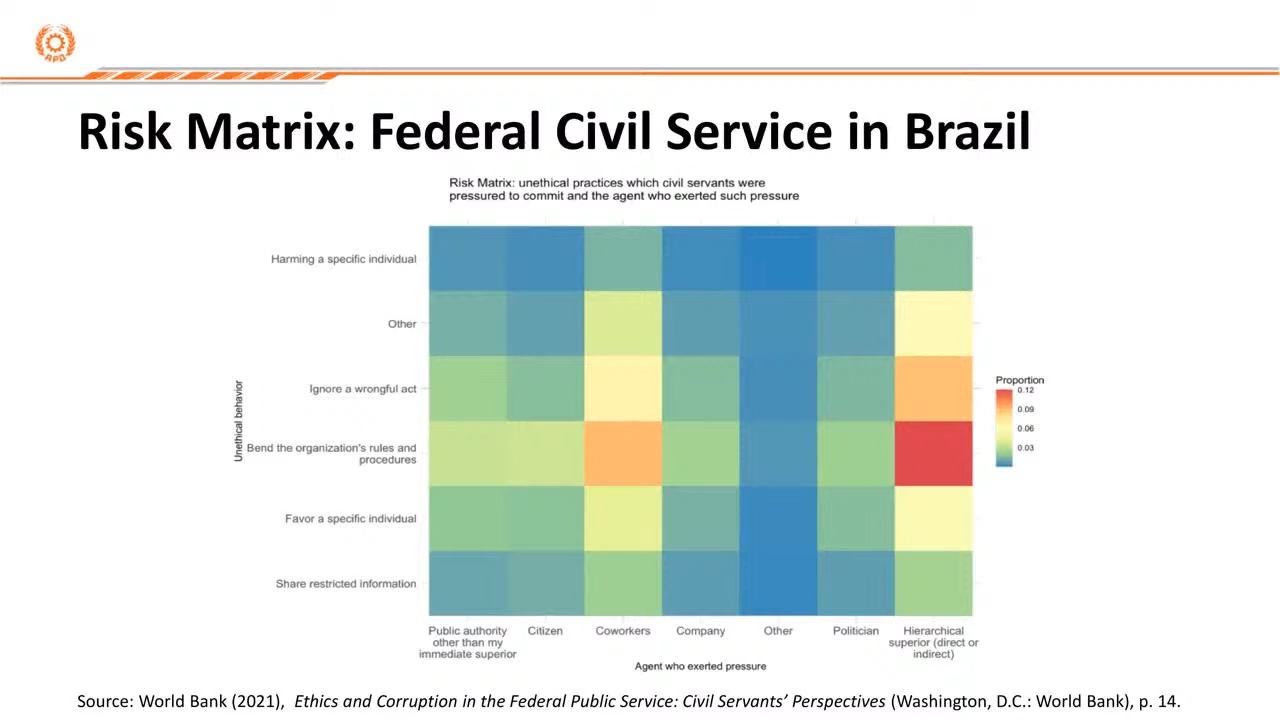 RPD
Risk Matrix: Federal Civil Service in Brazil
Risk Matrix: unethical practices which civil servants were
pressured to commit and the agent who exerted such pressure
Unethical behavior
Harming a specific individual
Other
Ignore a wrongful act
Bend the organization's rules and
procedures
Favor a specific individual
Share restricted information
Proportion
0.12
0.09
0.06
0.03
Public authority
other than my
immediate superior
Citizen
Coworkers
Company
Other
Politician
Hierarchical
superior (direct or
indirect)
Agent who exerted pressure
Source: World Bank (2021), Ethics and Corruption in the Federal Public Service: Civil Servants’ Perspectives (Washington, D.C.: World Bank), p. 14.